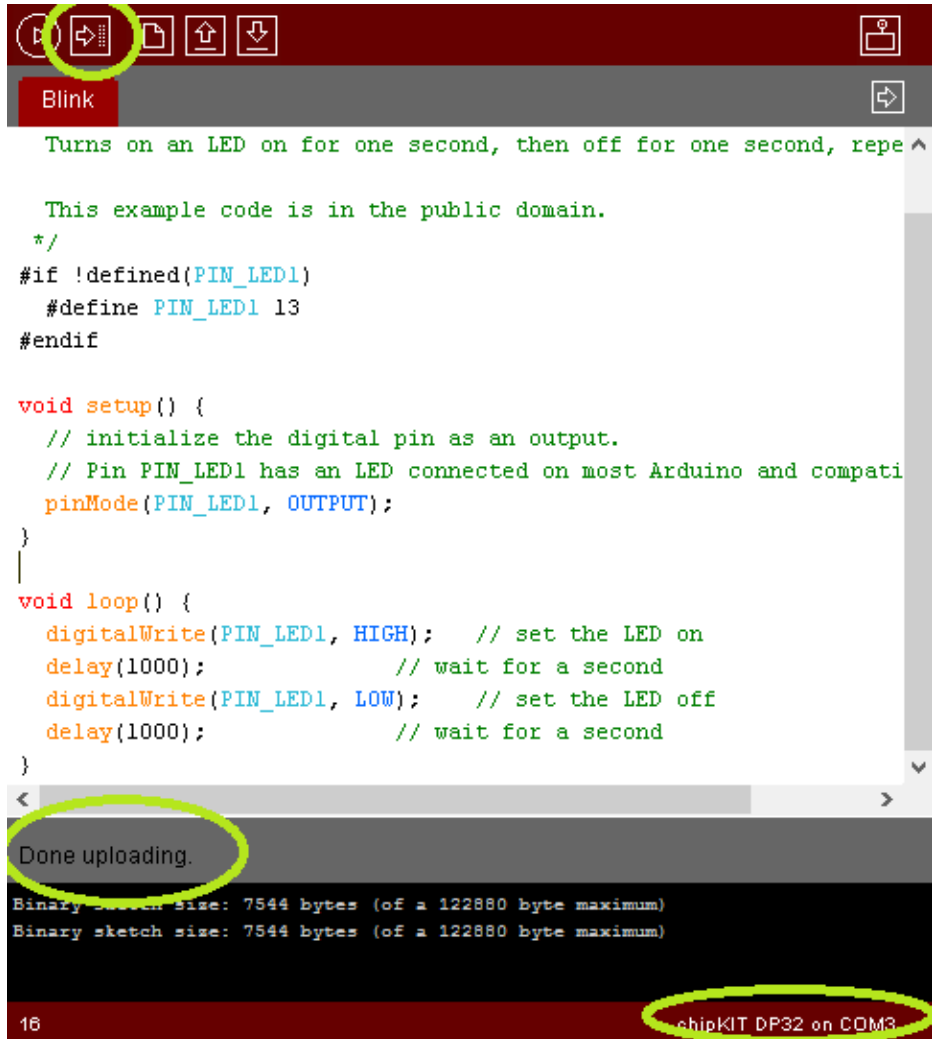 Blink
Turns on an LED on for one second, then off for one second, repe
This example code is in the public domain.
*/
#if !defined(PIN_LED1)
#define PIN_LED1 13
#endif
void setup() {
// initialize the digital pin as an output.
// Pin PIN_LED1 has an LED connected on most Arduino and compati
pinMode(PIN_LED1, OUTPUT);
}
void loop() {
digitalWrite(PIN_LED1, HIGH);   // set the LED on
delay(1000);              // wait for a second
digitalWrite(PIN_LED1, LOW);    // set the LED off
delay(1000);              // wait for a second
}
Done uploading.
Binary sketch size: 7544 bytes (of a 122880 byte maximum)
Binary sketch size: 7544 bytes (of a 122880 byte maximum)
16 chipKIT DP32 on COM3